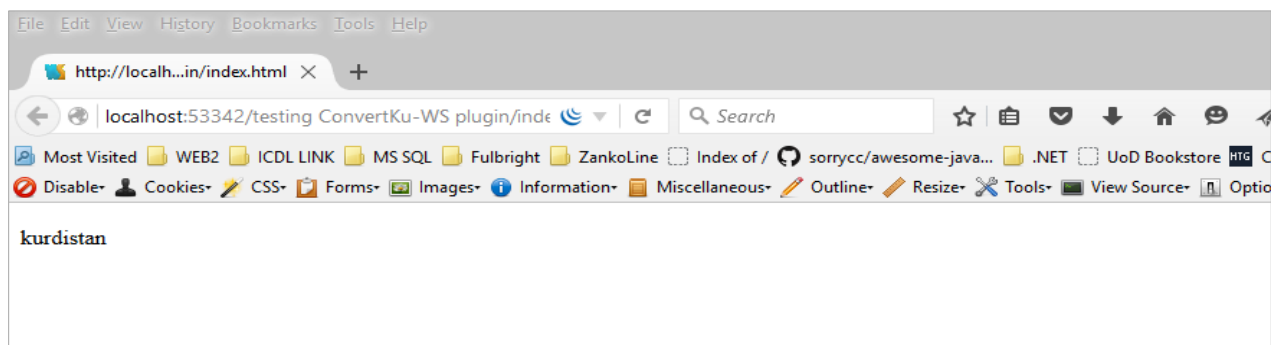 File Edit View History Bookmarks Tools Help
http://localh...in/index.html
localhost:53342/testing ConvertKu-WS plugin/inde Search
Most Visited WEB2 ICDL LINK MS SQL Fulbright ZankoLine Index of / sorrycc/awesome-java... .NET UoD Bookstore HTG C
Disable Cookies CSS Forms Images Information Miscellaneous Outline Resize Tools View Source Optio
kurdistan